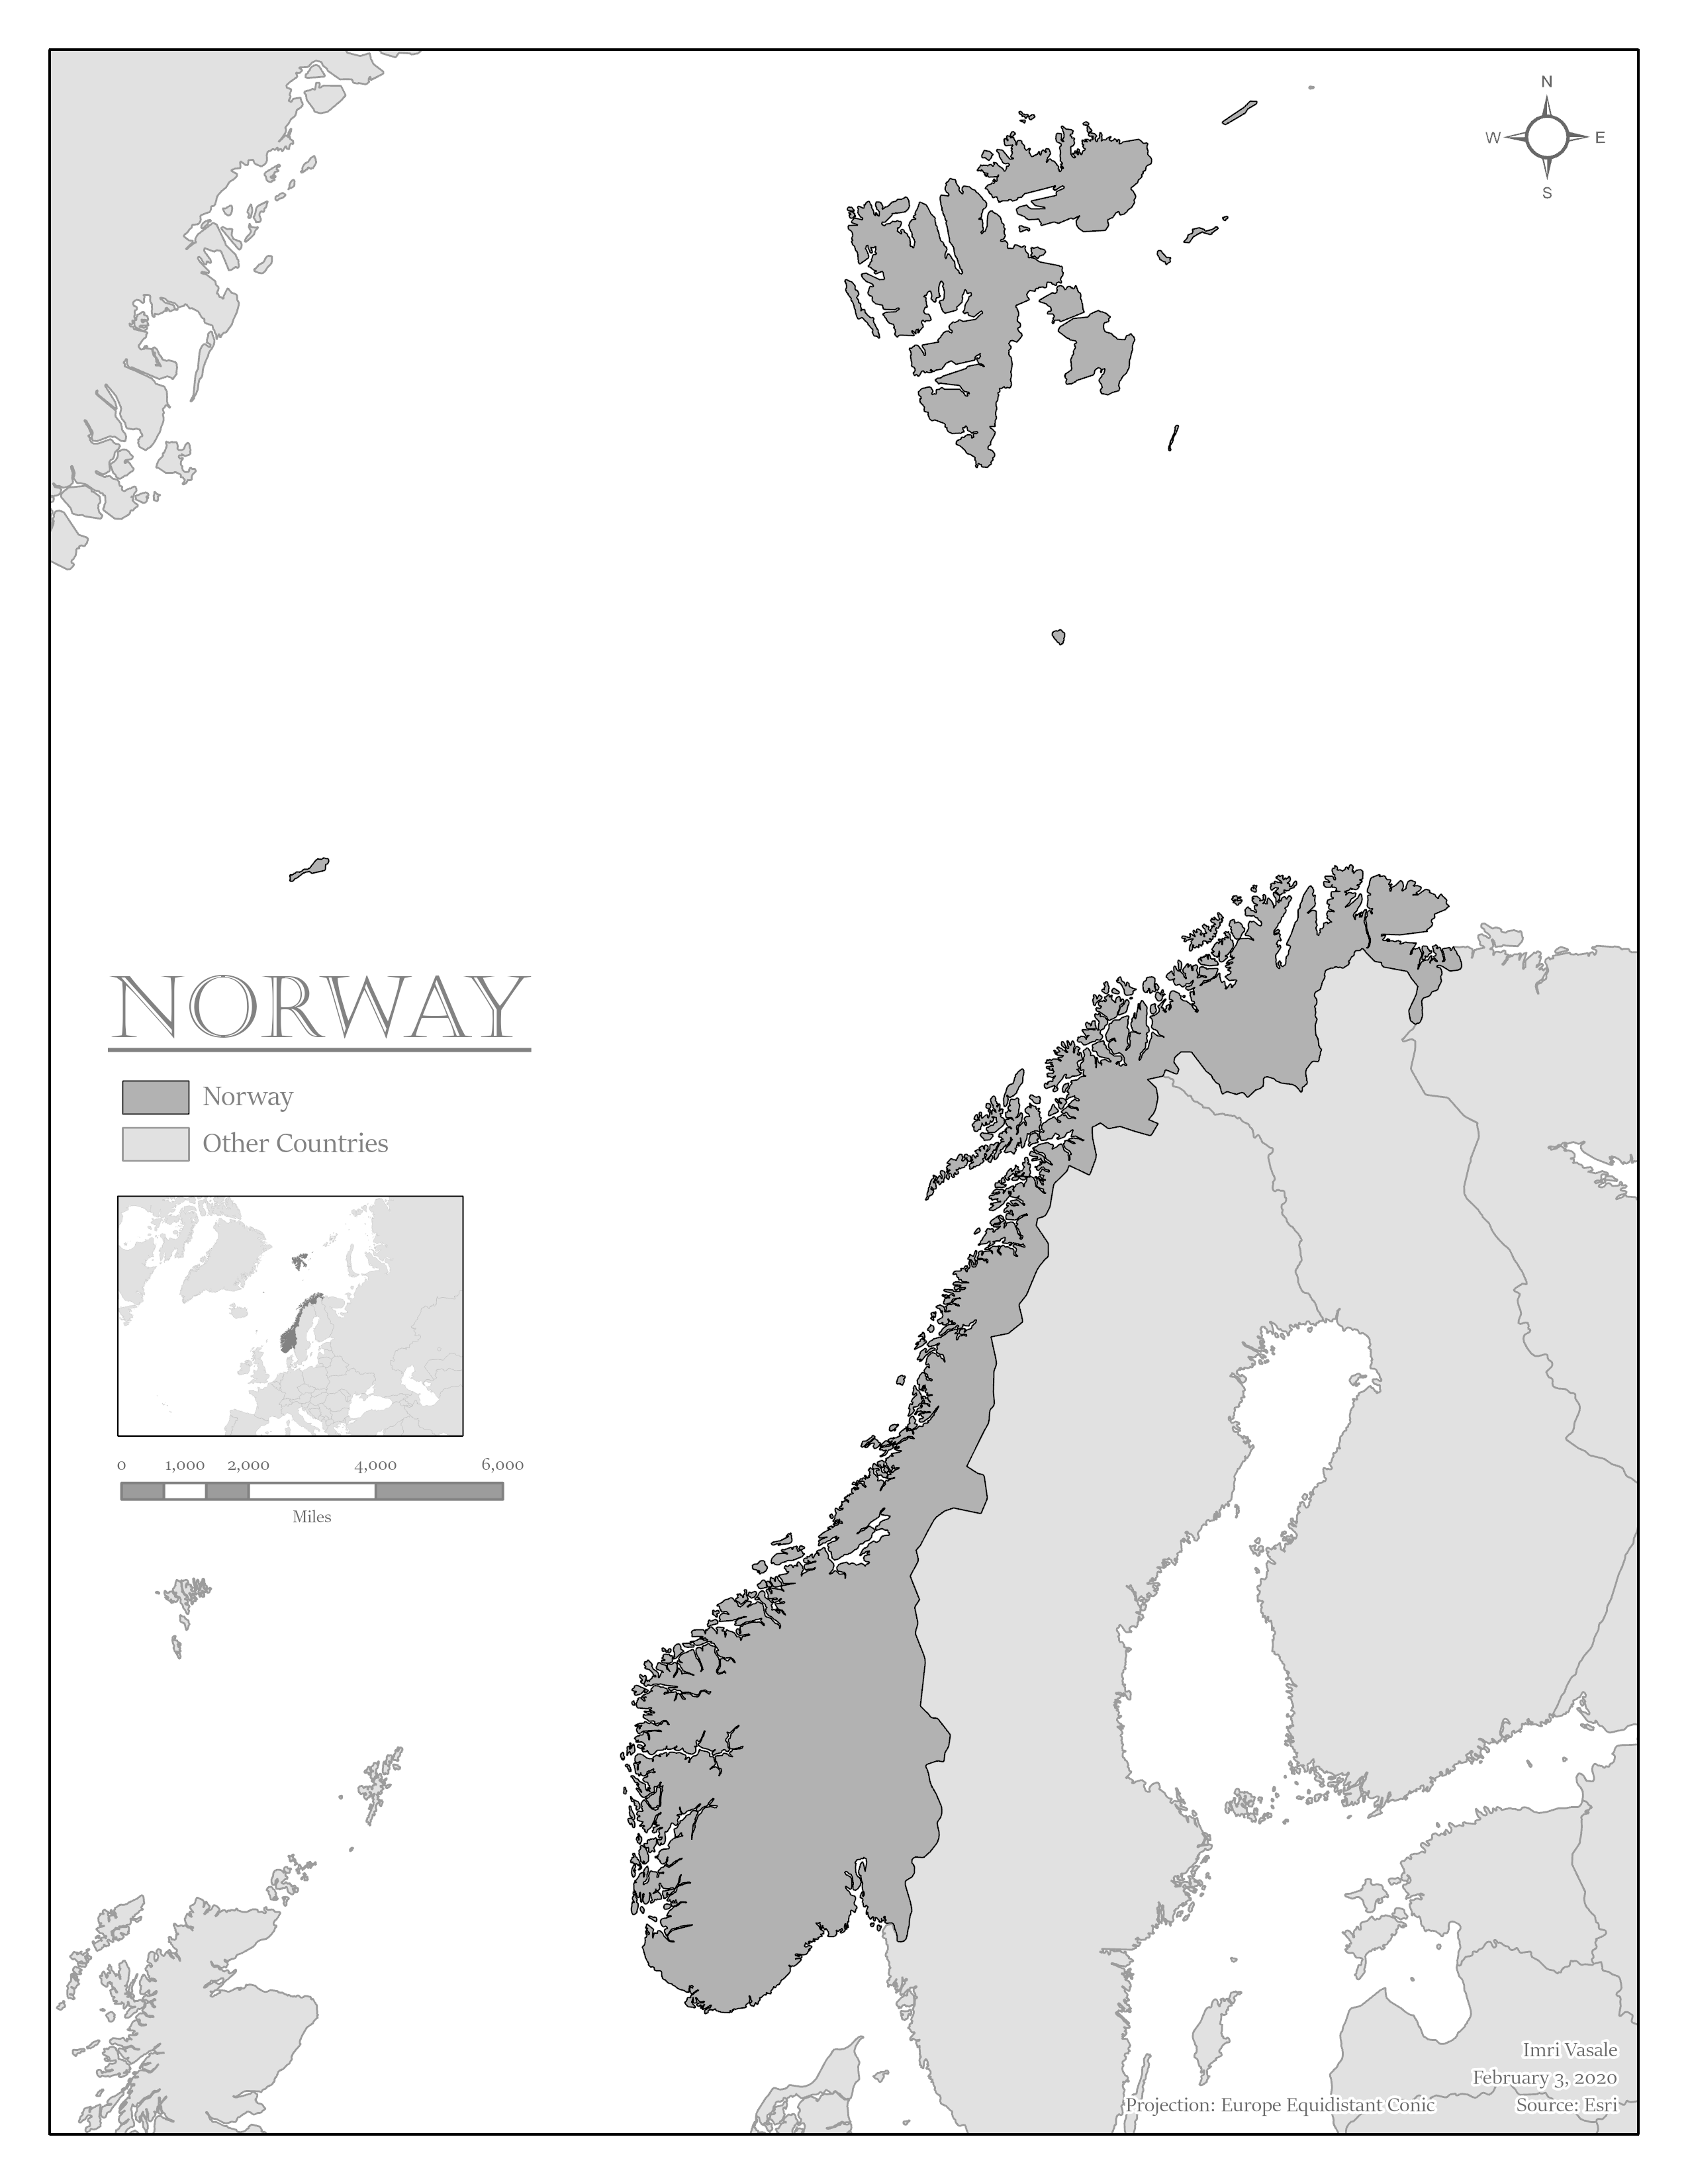 N
W E
S
NORWAY
Norway
Other Countries
0 1,000 2,000 4,000 6,000
Miles
Imri Vasale
February 3, 2020
Projection: Europe Equidistant Conic Source: Esri